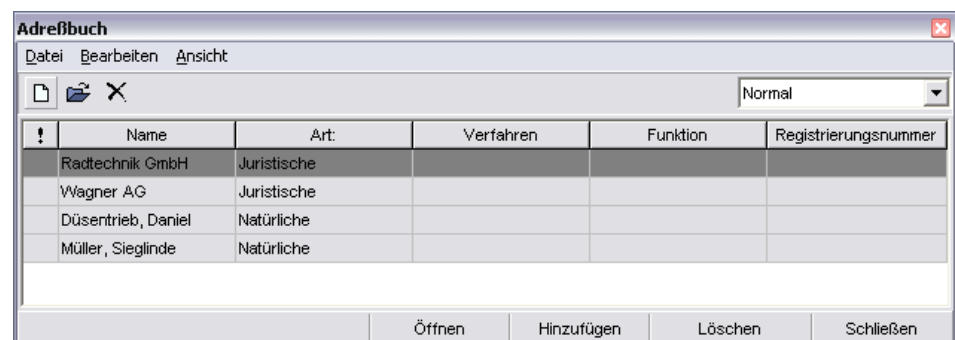 Adreßbuch
Datei Bearbeiten Ansicht
Normal
! Name Art: Verfahren Funktion Registrierungsnummer
Radtechnik GmbH Juristische
Wagner AG Juristische
Düsentrieb, Daniel Natürliche
Müller, Sieglinde Natürliche
Öffnen Hinzufügen Löschen Schließen